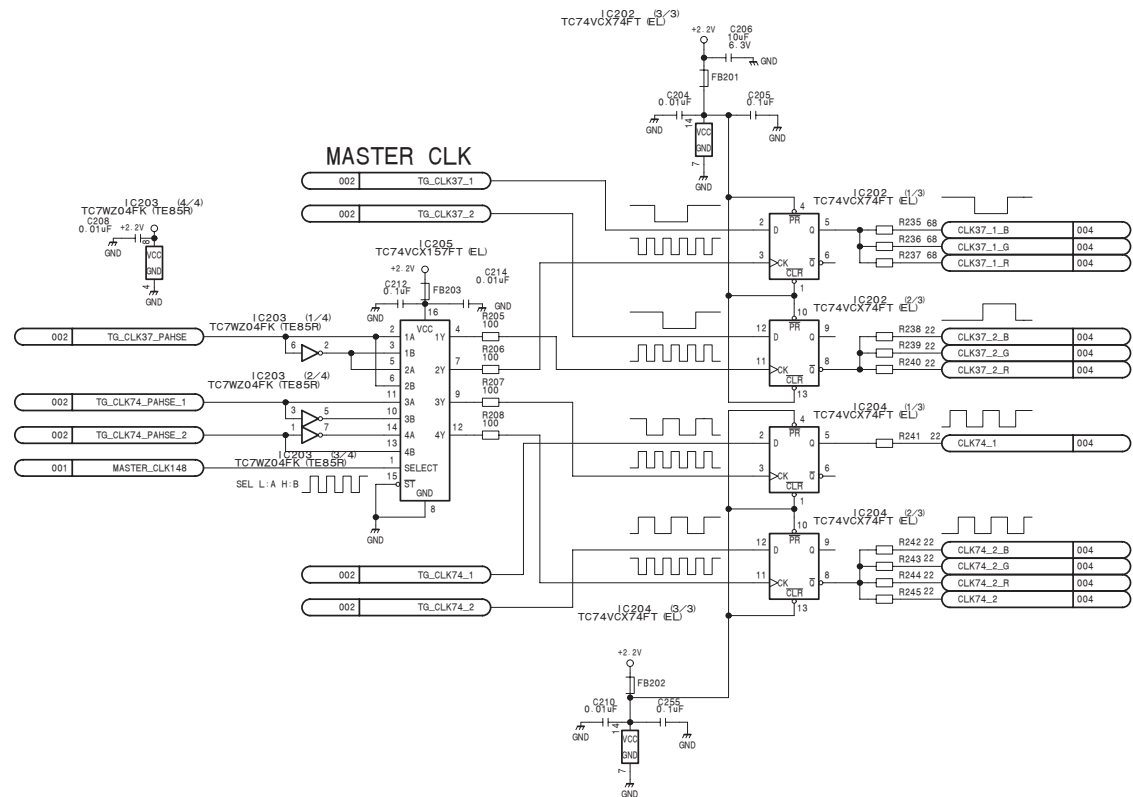 IC202 (3/3)
TC74VCX74FT (EL)
+2.2V
C206
10uF
6.3V
GND
FB201
C204
0.01uF
C205
0.1uF
GND
14
VCC
GND
GND
7
GND
MASTER CLK
002 TG_CLK37_1
002 TG_CLK37_2
IC203 (4/4)
TC7WZ04FK (TE85R)
C208
0.01uF
+2.2V
8
GND
VCC
GND
4
GND
IC205
TC74VCX157FT (EL)
+2.2V
C212
0.1uF
FB203
C214
0.01uF
GND
16
GND
IC203 (1/4)
TC7WZ04FK (TE85R)
002 TG_CLK37_PAHSE
6 2
IC203 (2/4)
TC7WZ04FK (TE85R)
002 TG_CLK74_PAHSE_1
3 5
002 TG_CLK74_PAHSE_2
1 7
IC203 (3/4)
TC7WZ04FK (TE85R)
001 MASTER_CLK148
SEL L:A H:B
VCC
2 1A 1Y 4
3 1B
5 2A 2Y 7
6 2B
11 3A 3Y 9
10 3B
14 4A 4Y 12
13 4B
1 SELECT
15 ST
GND
8
GND
R205
100
R206
100
R207
100
R208
100
002 TG_CLK74_1
002 TG_CLK74_2
IC202 (1/3)
TC74VCX74FT (EL)
4
PR
2 D Q 5
3 CK Q 6
CLR
1
R235 68
R236 68
R237 68
CLK37_1_B 004
CLK37_1_G 004
CLK37_1_R 004
IC202 (2/3)
TC74VCX74FT (EL)
10
PR
12 D Q 9
11 CK Q 8
CLR
13
R238 22
R239 22
R240 22
CLK37_2_B 004
CLK37_2_G 004
CLK37_2_R 004
IC204 (1/3)
TC74VCX74FT (EL)
4
PR
2 D Q 5
3 CK Q 6
CLR
1
R241 22
CLK74_1 004
IC204 (2/3)
TC74VCX74FT (EL)
10
PR
12 D Q 9
11 CK Q 8
CLR
13
R242 22
R243 22
R244 22
R245 22
CLK74_2_B 004
CLK74_2_G 004
CLK74_2_R 004
CLK74_2 004
IC204 (3/3)
TC74VCX74FT (EL)
+2.2V
FB202
C210
0.01uF
C255
0.1uF
GND
14
VCC
GND
GND
7
GND